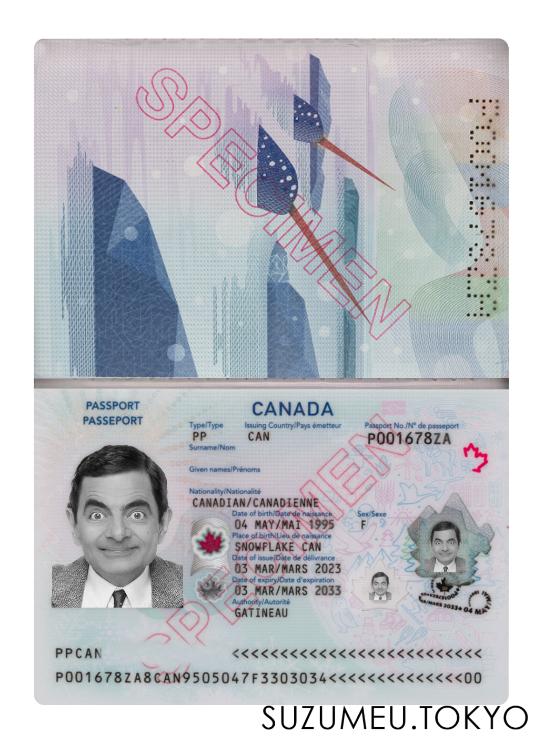 SPECIMEN
PASSPORT
PASSEPORT
CANADA
Type/Type Issuing Country/Pays émetteur Passport No./N° de passeport
PP CAN P001678ZA
Surname/Nom
Given names/Prénoms
Nationality/Nationalité
CANADIAN/CANADIENNE
Date of birth/Date de naissance Sex/Sexe
04 MAY/MAI 1995 F
Place of birth/Lieu de naissance
SNOWFLAKE CAN
Date of issue/Date de délivrance
03 MAR/MARS 2023
Date of expiry/Date d'expiration
03 MAR/MARS 2033
Authority/Autorité
GATINEAU
SPECIMEN
PPCAN <<<<<<<<<<<<<<<<<<<<<<<<<<<<
P001678ZA8CAN9505047F3303034<<<<<<<<<<<<<<00
SUZUMEU.TOKYO